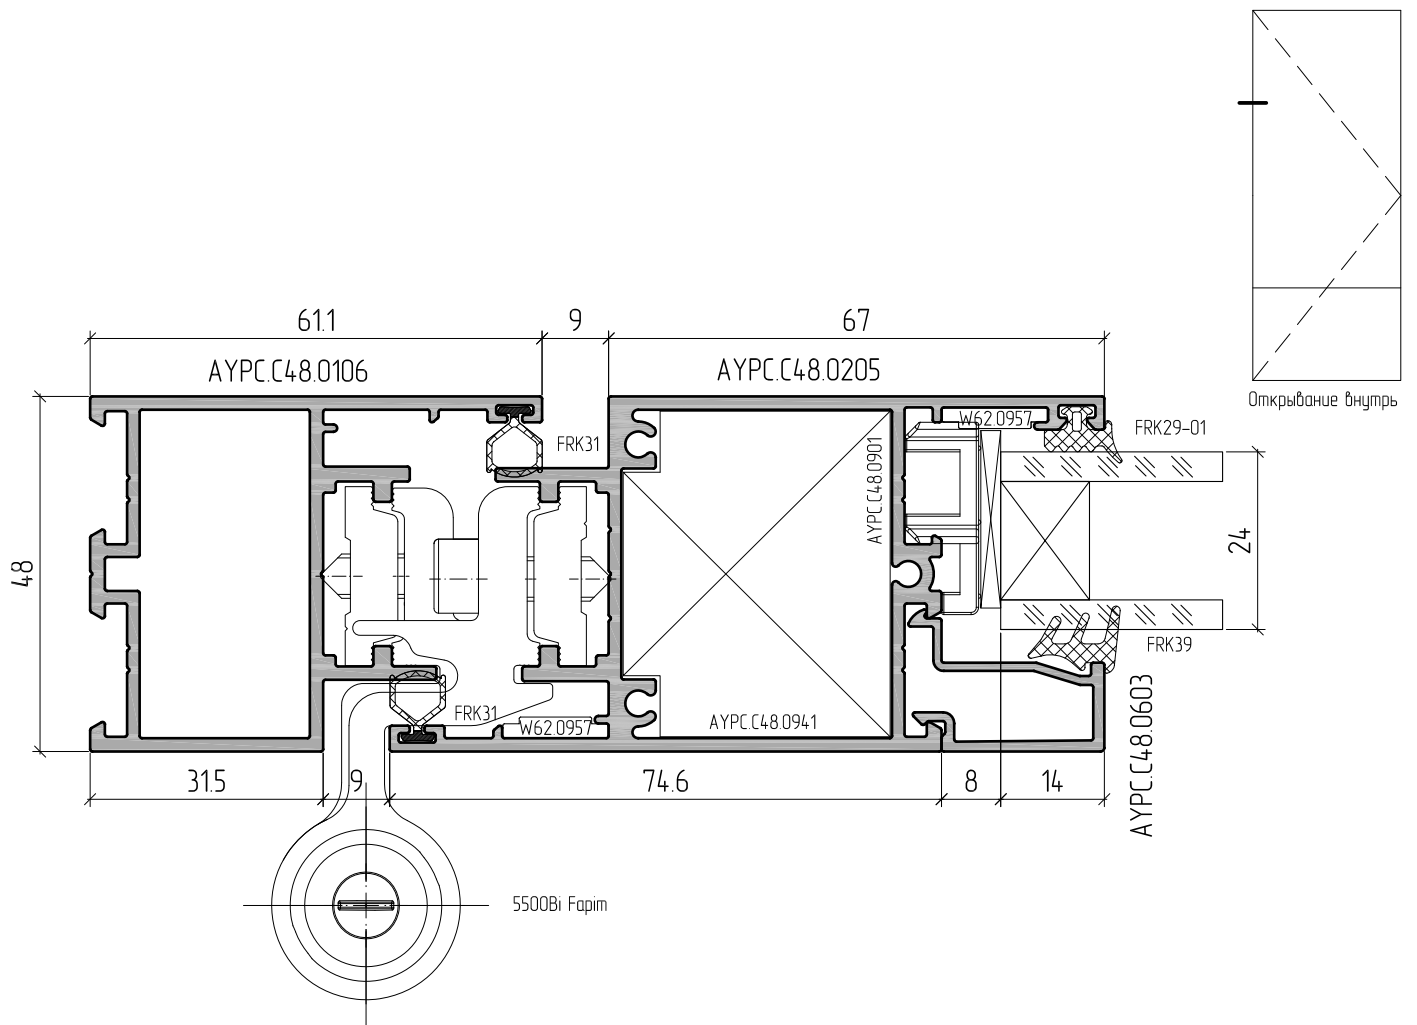 61.1
9
67
AYPC.C48.0106
AYPC.C48.0205
Открывание внутрь
W62.0957
FRK29-01
FRK31
AYPC.C48.0901
24
48
FRK39
FRK31
W62.0957
AYPC.C48.0941
AYPC.C48.0603
31.5
9
74.6
8
14
5500Bi Fapim